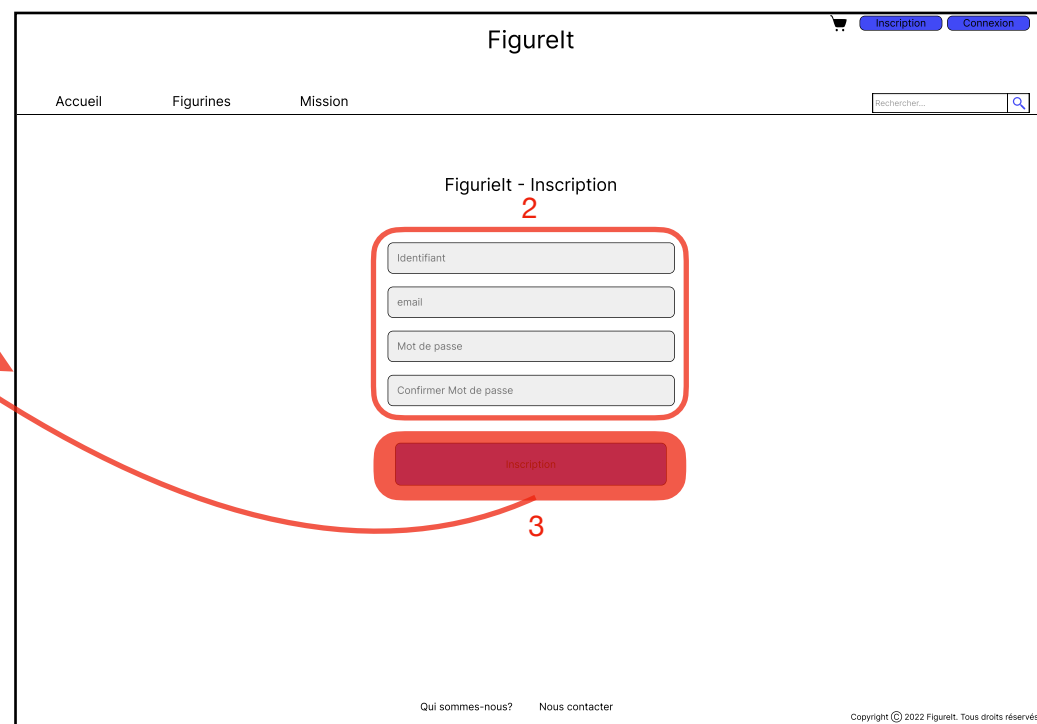 Inscription
Connexion
FigureIt
Accueil
Figurines
Mission
Rechercher...
FigurieIt - Inscription
2
Identifiant
email
Mot de passe
Confirmer Mot de passe
Inscription
3
Qui sommes-nous?
Nous contacter
Copyright Ⓒ 2022 FigureIt. Tous droits réservés